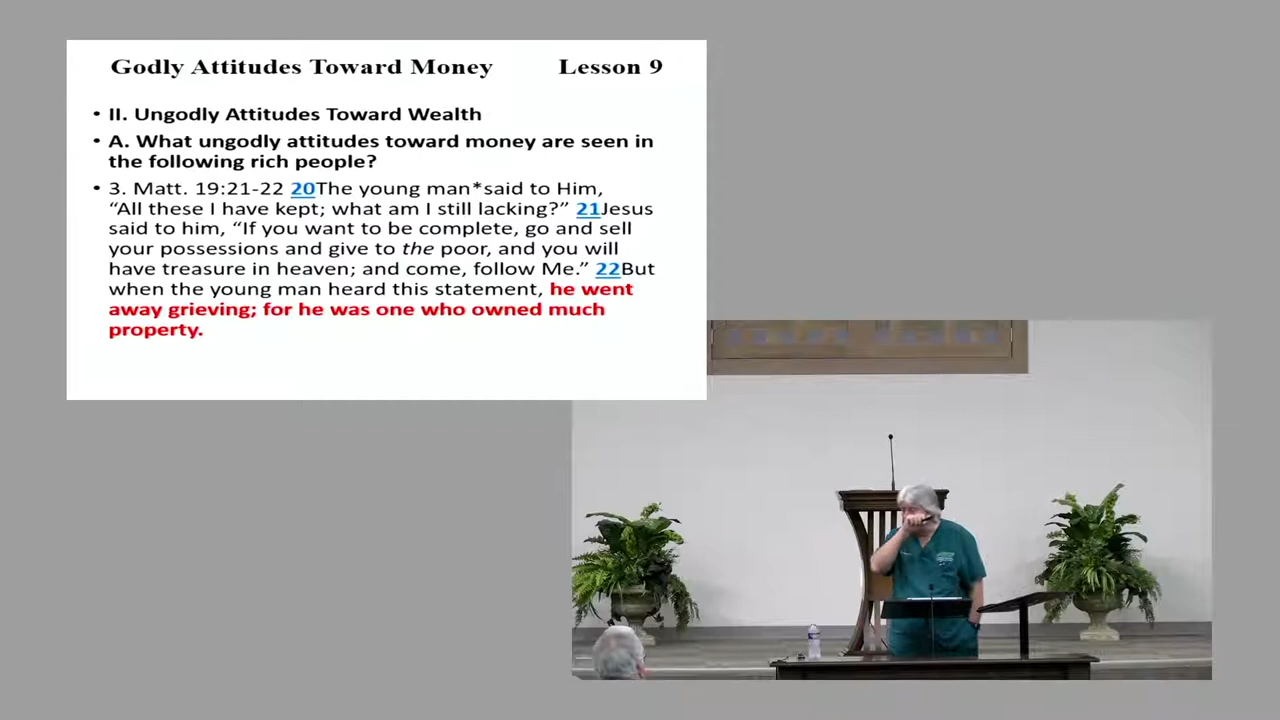 Godly Attitudes Toward Money Lesson 9
• II. Ungodly Attitudes Toward Wealth
• A. What ungodly attitudes toward money are seen in
the following rich people?
• 3. Matt. 19:21-22 20The young man*said to Him,
“All these I have kept; what am I still lacking?” 21Jesus
said to him, “If you want to be complete, go and sell
your possessions and give to the poor, and you will
have treasure in heaven; and come, follow Me.” 22But
when the young man heard this statement, he went
away grieving; for he was one who owned much
property.